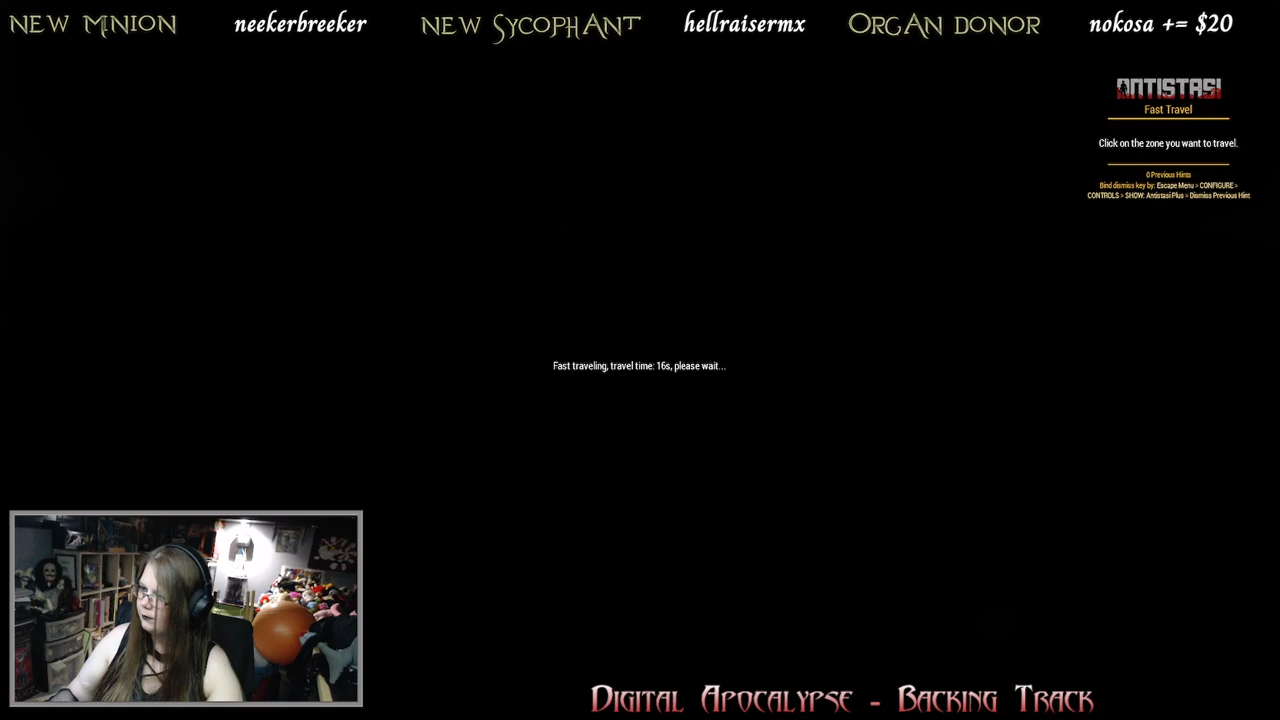 NEW MINION neekerbreeker NEW SYCOPHANT hellraisermx ORGAN DONOR nokosa += $20
ANTISTASI
Fast Travel
Click on the zone you want to travel.
0 Previous Hints
Bind dismiss key by: Escape Menu > CONFIGURE >
CONTROLS > SHOW: Antistasi Plus > Dismiss Previous Hint
Fast traveling, travel time: 16s, please wait...
DIGITAL APOCALYPSE - BACKING TRACK